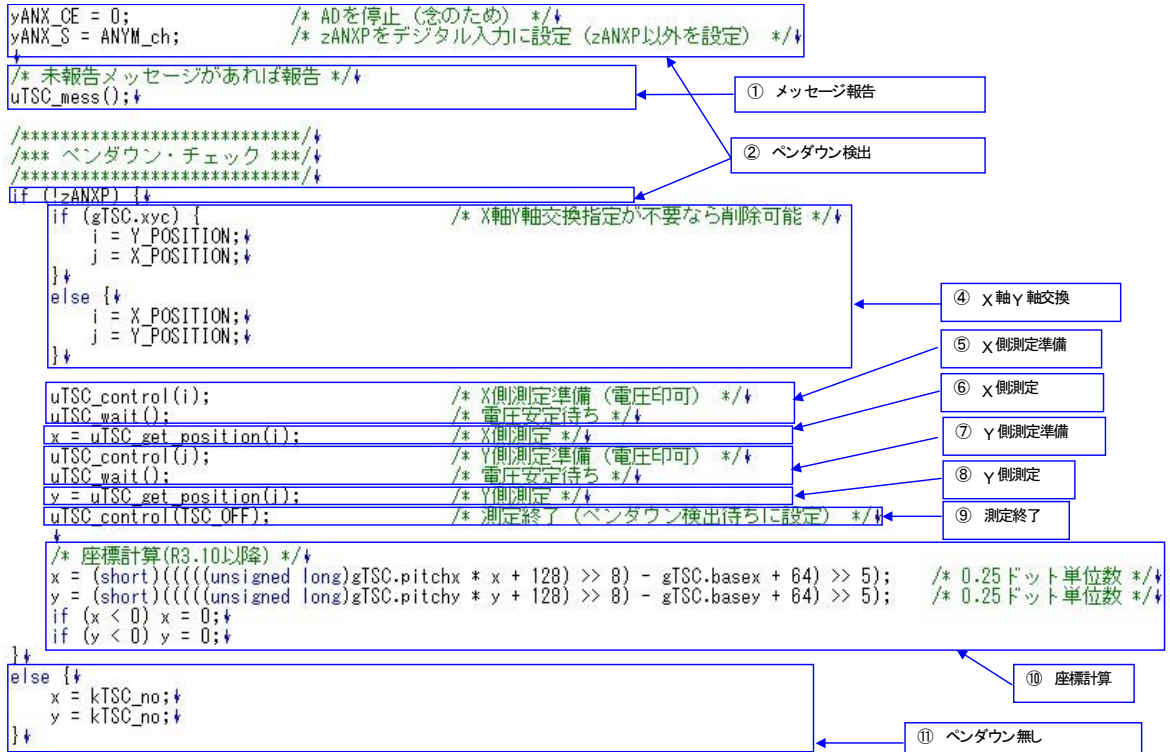 yANX_CE = 0; /* ADを停止（念のため） */↓
yANX_S = ANYM_ch; /* zANXPをデジタル入力に設定（zANXP以外を設定） */↓
↓
/* 未報告メッセージがあれば報告 */↓
uTSC_mess();↓
① メッセージ報告
/****************************/↓
/*** ペンダウン・チェック ***/↓
/****************************/↓
② ペンダウン検出
if (!zANXP) {↓
if (gTSC.xyc) { /* X軸Y軸交換指定が不要なら削除可能 */↓
i = Y_POSITION;↓
j = X_POSITION;↓
}↓
else {↓
i = X_POSITION;↓
j = Y_POSITION;↓
}↓
④ X軸Y軸交換
⑤ X側測定準備
uTSC_control(i); /* X側測定準備（電圧印可） */↓
uTSC_wait(); /* 電圧安定待ち */↓
⑥ X側測定
x = uTSC_get_position(i); /* X側測定 */↓
uTSC_control(j); /* Y側測定準備（電圧印可） */↓
uTSC_wait(); /* 電圧安定待ち */↓
⑦ Y側測定準備
y = uTSC_get_position(j); /* Y側測定 */↓
⑧ Y側測定
uTSC_control(TSC_OFF); /* 測定終了（ペンダウン検出待ちに設定） */↓
⑨ 測定終了
↓
/* 座標計算(R3.10以降) */↓
x = (short)(((((unsigned long)gTSC.pitchx * x + 128) >> 8) - gTSC.basex + 64) >> 5); /* 0.25ドット単位数 */↓
y = (short)(((((unsigned long)gTSC.pitchy * y + 128) >> 8) - gTSC.basey + 64) >> 5); /* 0.25ドット単位数 */↓
if (x < 0) x = 0;↓
if (y < 0) y = 0;↓
}↓
⑩ 座標計算
else {↓
x = kTSC_no;↓
y = kTSC_no;↓
}↓
⑪ ペンダウン無し